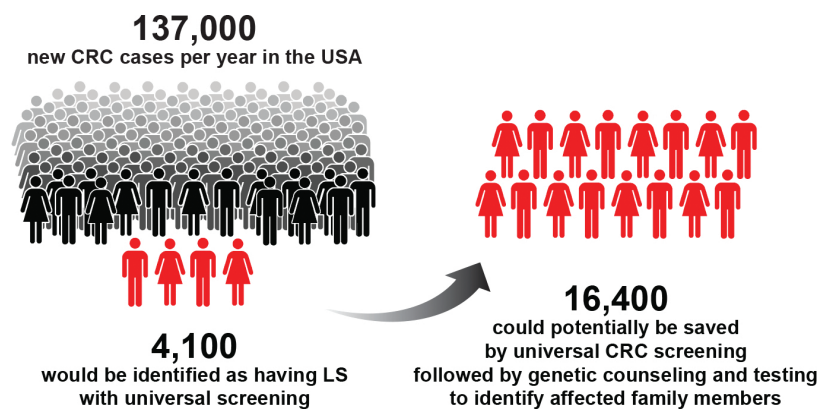 137,000
new CRC cases per year in the USA
4,100
would be identified as having LS
with universal screening
16,400
could potentially be saved
by universal CRC screening
followed by genetic counseling and testing
to identify affected family members